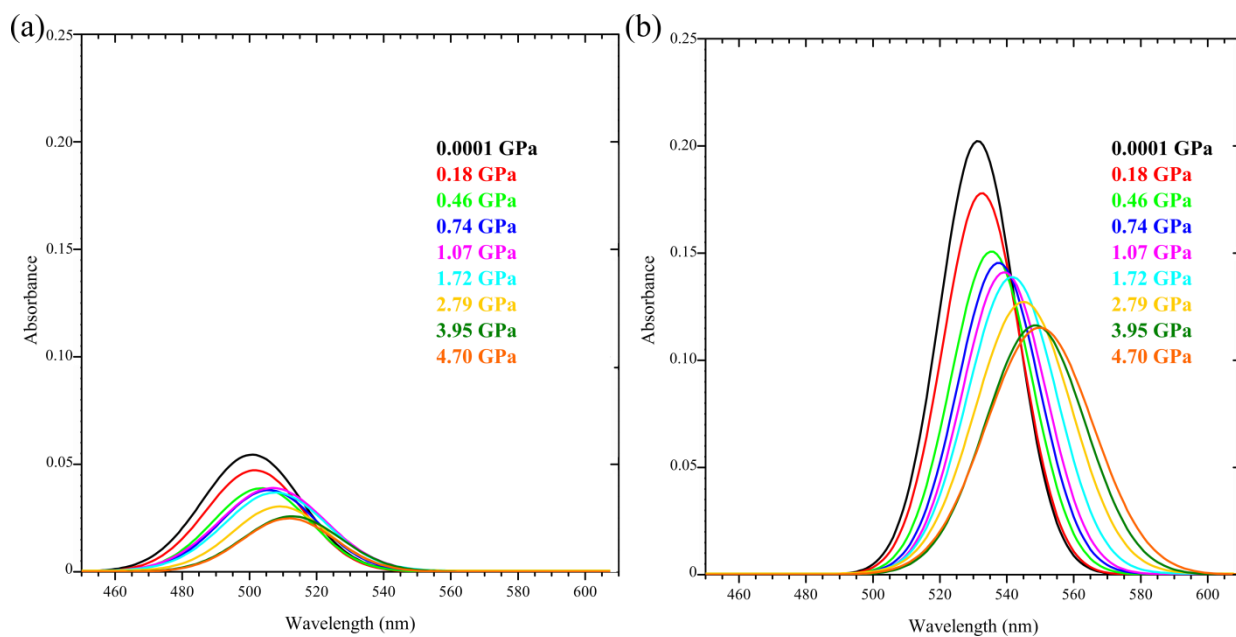 (a)
0.25
0.20
0.15
0.10
0.05
0
Absorbance
0.0001 GPa
0.18 GPa
0.46 GPa
0.74 GPa
1.07 GPa
1.72 GPa
2.79 GPa
3.95 GPa
4.70 GPa
460 480 500 520 540 560 580 600
Wavelength (nm)
(b)
0.25
0.20
0.15
0.10
0.05
0
Absorbance
0.0001 GPa
0.18 GPa
0.46 GPa
0.74 GPa
1.07 GPa
1.72 GPa
2.79 GPa
3.95 GPa
4.70 GPa
460 480 500 520 540 560 580 600
Wavelength (nm)